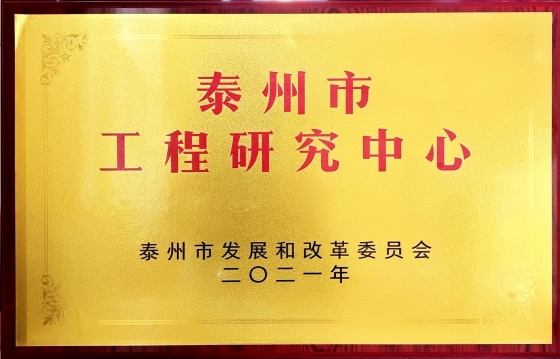 泰州市
工程研究中心
泰州市发展和改革委员会
二〇二一年